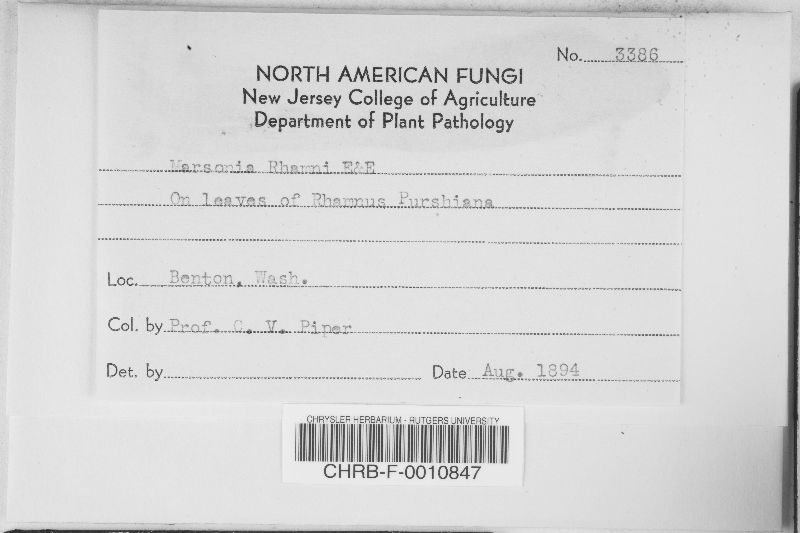 No. 3386
NORTH AMERICAN FUNGI
New Jersey College of Agriculture
Department of Plant Pathology
Marsonia Rhamni E&E
On leaves of Rhamnus Purshiana
Loc. Benton, Wash.
Col. by Prof. C. V. Piper
Det. by Date Aug. 1894
CHRYSLER HERBARIUM - RUTGERS UNIVERSITY
CHRB-F-0010847